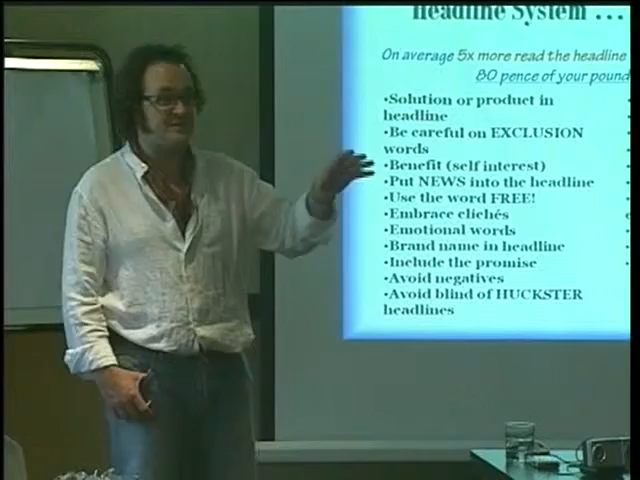 Headline System ...
On average 5x more read the headline
80 pence of your pound
•Solution or product in
headline
•Be careful on EXCLUSION
words
•Benefit (self interest)
•Put NEWS into the headline
•Use the word FREE!
•Embrace clichés
•Emotional words
•Brand name in headline
•Include the promise
•Avoid negatives
•Avoid blind of HUCKSTER
headlines